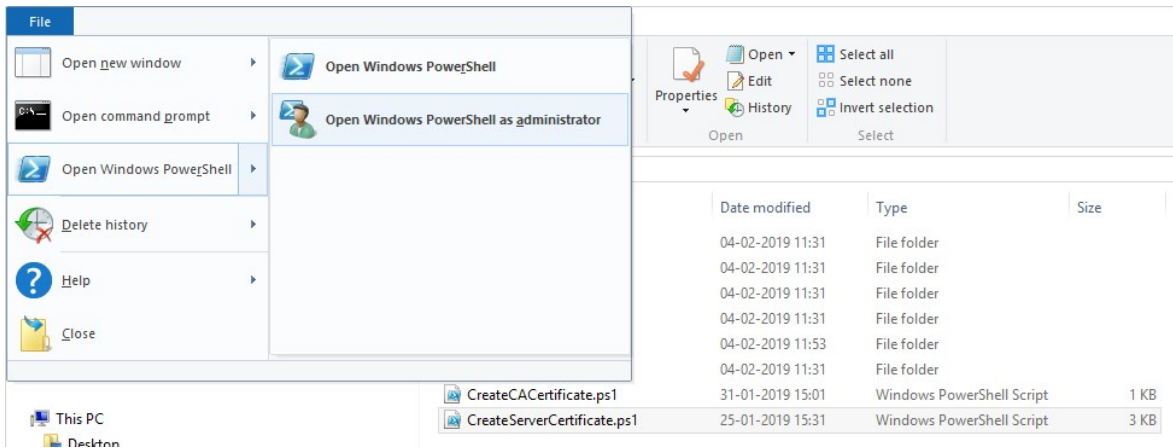 File
Open new window
Open command prompt
Open Windows PowerShell
Delete history
Help
Close
Open Windows PowerShell
Open Windows PowerShell as administrator
Properties
Open
Edit
History
Open
Select all
Select none
Invert selection
Select
Date modified Type Size
04-02-2019 11:31 File folder
04-02-2019 11:31 File folder
04-02-2019 11:31 File folder
04-02-2019 11:31 File folder
04-02-2019 11:53 File folder
04-02-2019 11:31 File folder
CreateCACertificate.ps1 31-01-2019 15:01 Windows PowerShell Script 1 KB
CreateServerCertificate.ps1 25-01-2019 15:31 Windows PowerShell Script 3 KB
This PC
Desktop